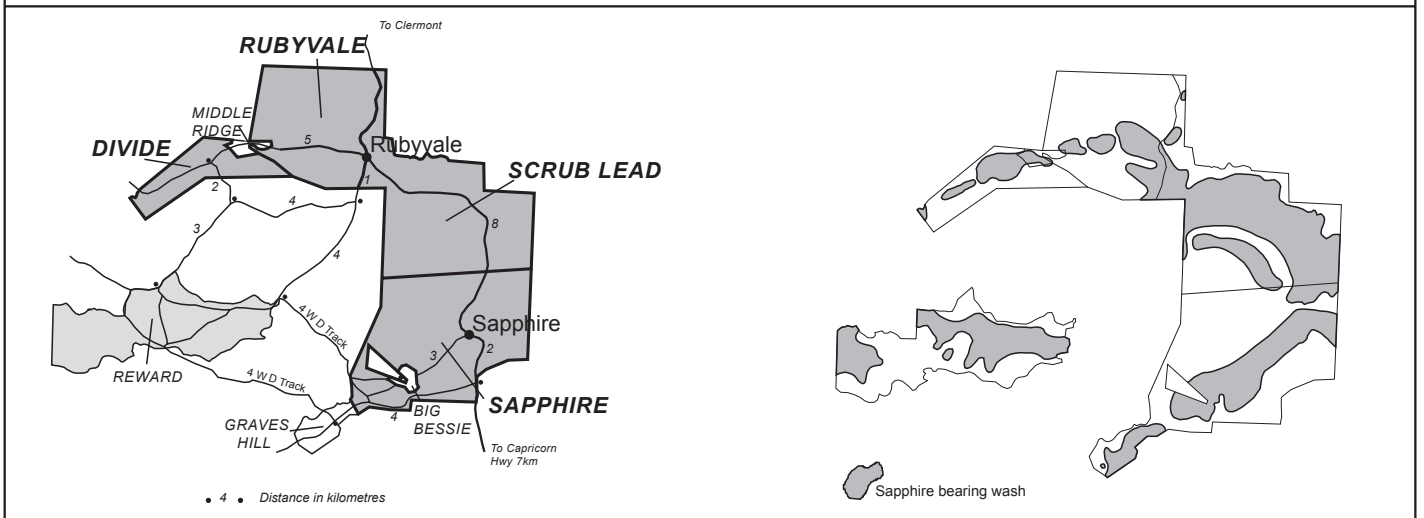 To Clermont
RUBYVALE
MIDDLE
RIDGE
5
Rubyvale
DIVIDE
SCRUB LEAD
1
2
4
8
3
4
4 W D Track
Sapphire
3
2
REWARD
4 W D Track
SAPPHIRE
4
BIG
BESSIE
GRAVES
HILL
To Capricorn
Hwy 7km
4 Distance in kilometres
Sapphire bearing wash